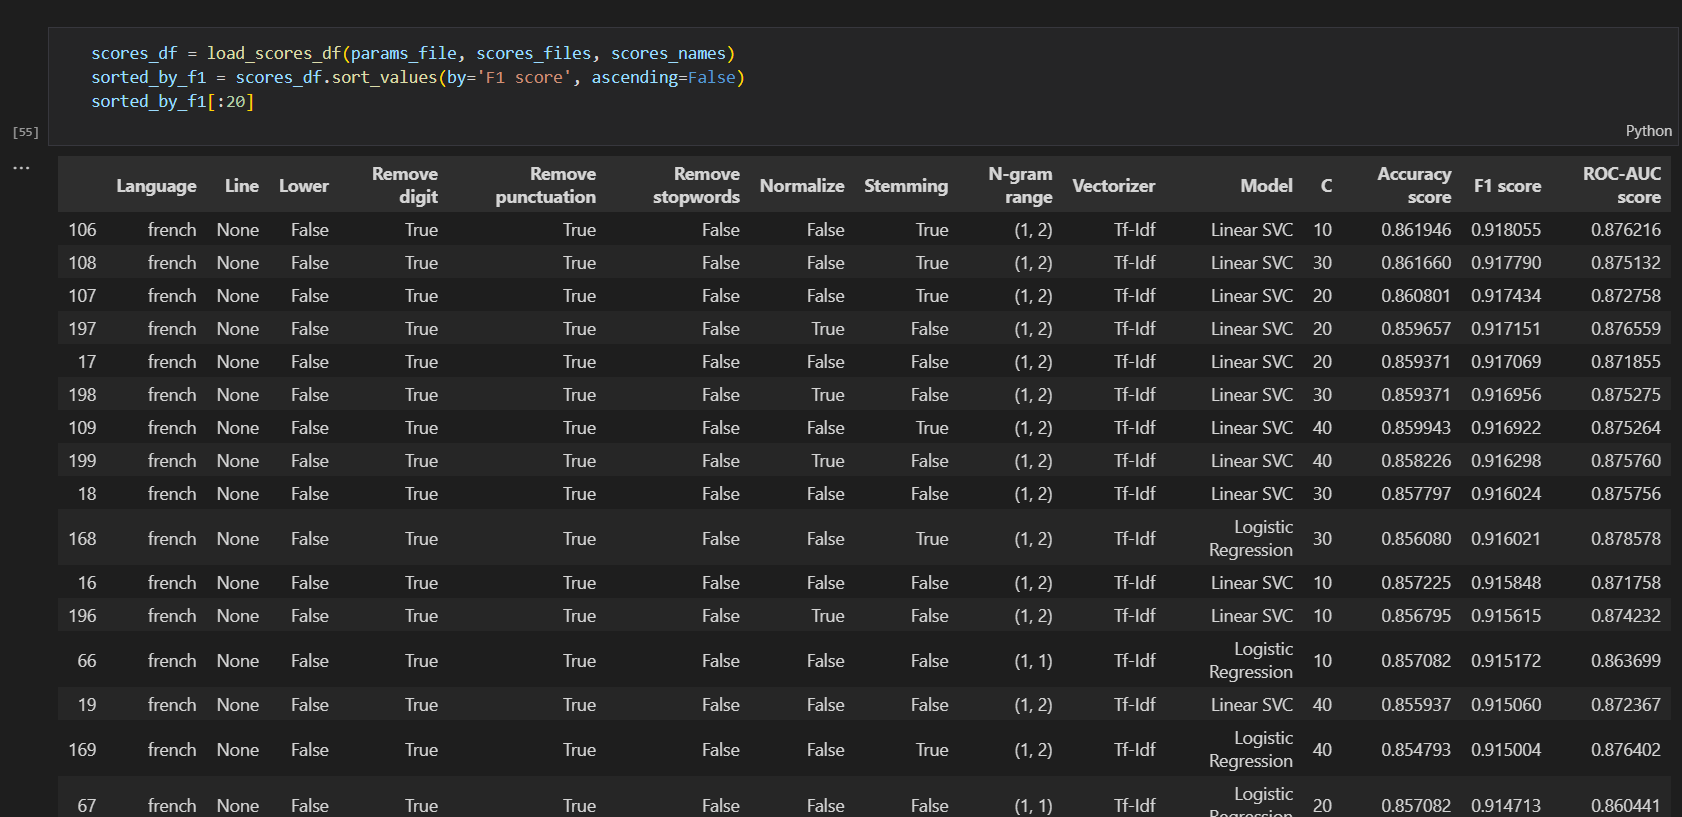 scores_df = load_scores_df(params_file, scores_files, scores_names)
sorted_by_f1 = scores_df.sort_values(by='F1 score', ascending=False)
sorted_by_f1[:20]
[55]
Python
...
Language Line Lower Remove digit Remove punctuation Remove stopwords Normalize Stemming N-gram range Vectorizer Model C Accuracy score F1 score ROC-AUC score
106 french None False True True False False True (1, 2) Tf-Idf Linear SVC 10 0.861946 0.918055 0.876216
108 french None False True True False False True (1, 2) Tf-Idf Linear SVC 30 0.861660 0.917790 0.875132
107 french None False True True False False True (1, 2) Tf-Idf Linear SVC 20 0.860801 0.917434 0.872758
197 french None False True True False True False (1, 2) Tf-Idf Linear SVC 20 0.859657 0.917151 0.876559
17 french None False True True False False False (1, 2) Tf-Idf Linear SVC 20 0.859371 0.917069 0.871855
198 french None False True True False True False (1, 2) Tf-Idf Linear SVC 30 0.859371 0.916956 0.875275
109 french None False True True False False True (1, 2) Tf-Idf Linear SVC 40 0.859943 0.916922 0.875264
199 french None False True True False True False (1, 2) Tf-Idf Linear SVC 40 0.858226 0.916298 0.875760
18 french None False True True False False False (1, 2) Tf-Idf Linear SVC 30 0.857797 0.916024 0.875756
168 french None False True True False False True (1, 2) Tf-Idf Logistic Regression 30 0.856080 0.916021 0.878578
16 french None False True True False False False (1, 2) Tf-Idf Linear SVC 10 0.857225 0.915848 0.871758
196 french None False True True False True False (1, 2) Tf-Idf Linear SVC 10 0.856795 0.915615 0.874232
66 french None False True True False False False (1, 1) Tf-Idf Logistic Regression 10 0.857082 0.915172 0.863699
19 french None False True True False False False (1, 2) Tf-Idf Linear SVC 40 0.855937 0.915060 0.872367
169 french None False True True False False True (1, 2) Tf-Idf Logistic Regression 40 0.854793 0.915004 0.876402
67 french None False True True False False False (1, 1) Tf-Idf Logistic Regression 20 0.857082 0.914713 0.860441